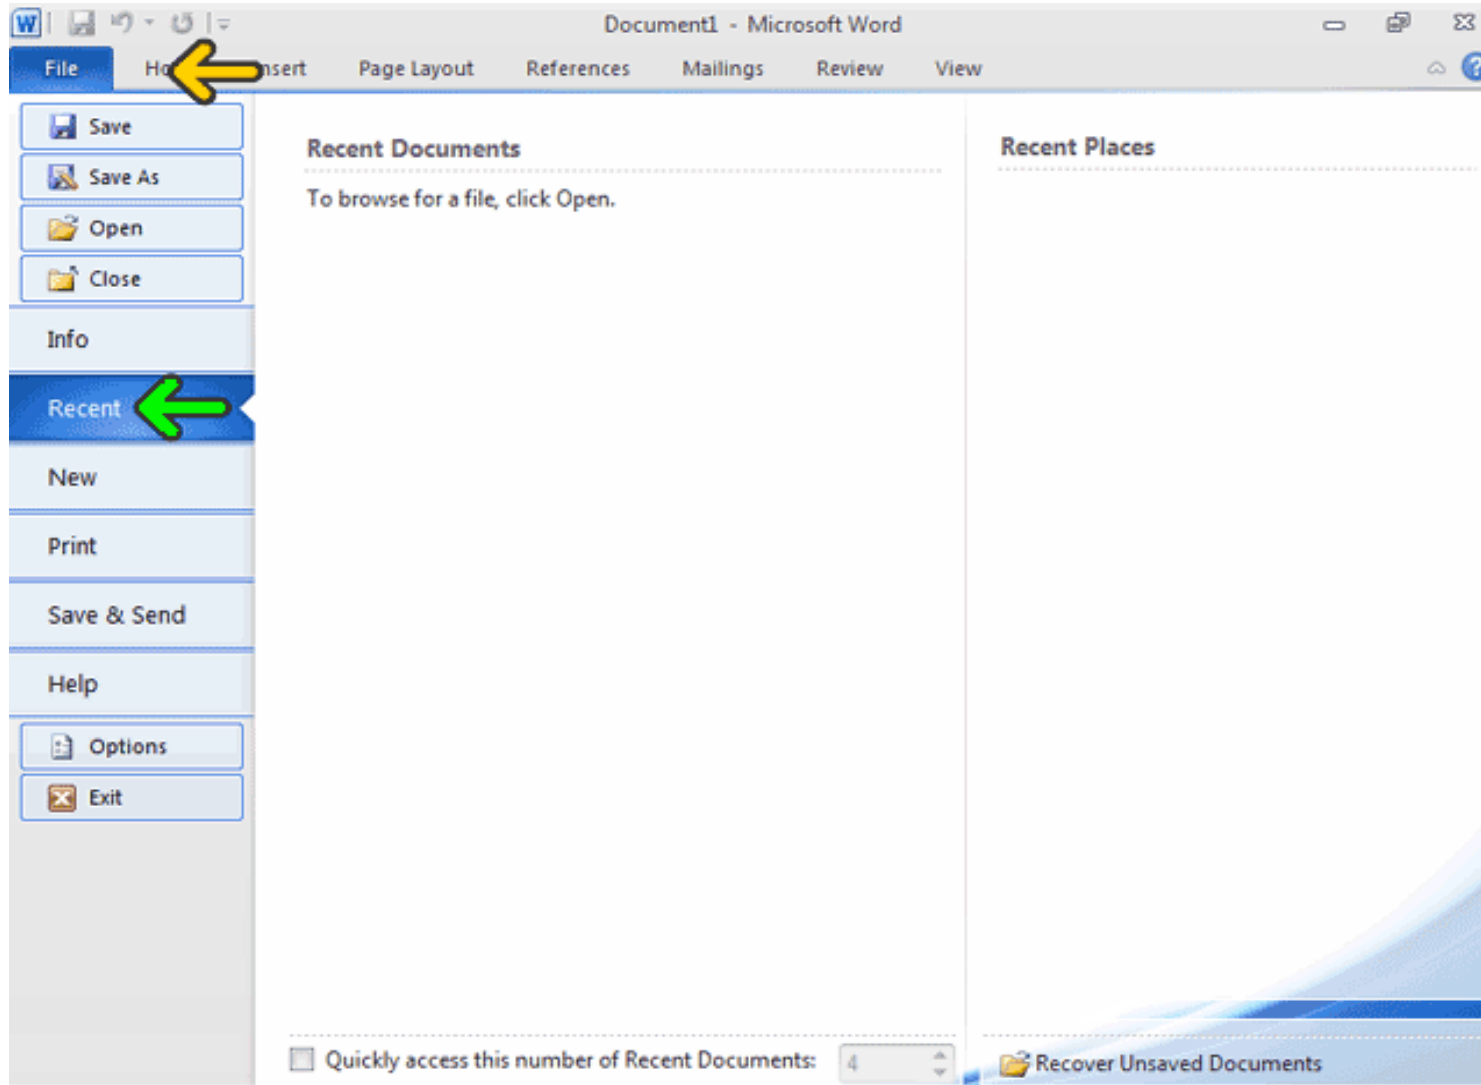 W
Document1 - Microsoft Word
File Ho nsert Page Layout References Mailings Review View
?
Save
Save As
Open
Close
Info
Recent
New
Print
Save & Send
Help
Options
Exit
Recent Documents
To browse for a file, click Open.
Recent Places
Quickly access this number of Recent Documents: 4
Recover Unsaved Documents